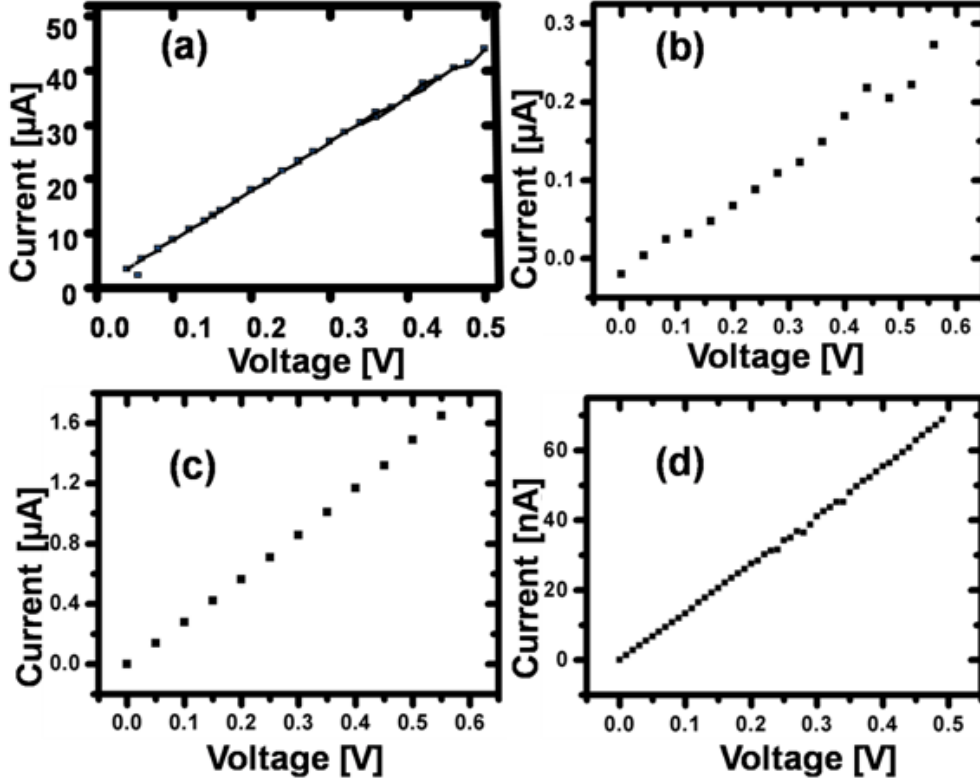 (a)
50
40
30
20
10
0
Current [μA]
0.0 0.1 0.2 0.3 0.4 0.5
Voltage [V]
(b)
0.3
0.2
0.1
0.0
Current [μA]
0.0 0.1 0.2 0.3 0.4 0.5 0.6
Voltage [V]
(c)
1.6
1.2
0.8
0.4
0.0
Current [μA]
0.0 0.1 0.2 0.3 0.4 0.5 0.6
Voltage [V]
(d)
60
40
20
0
Current [nA]
0.0 0.1 0.2 0.3 0.4 0.5
Voltage [V]